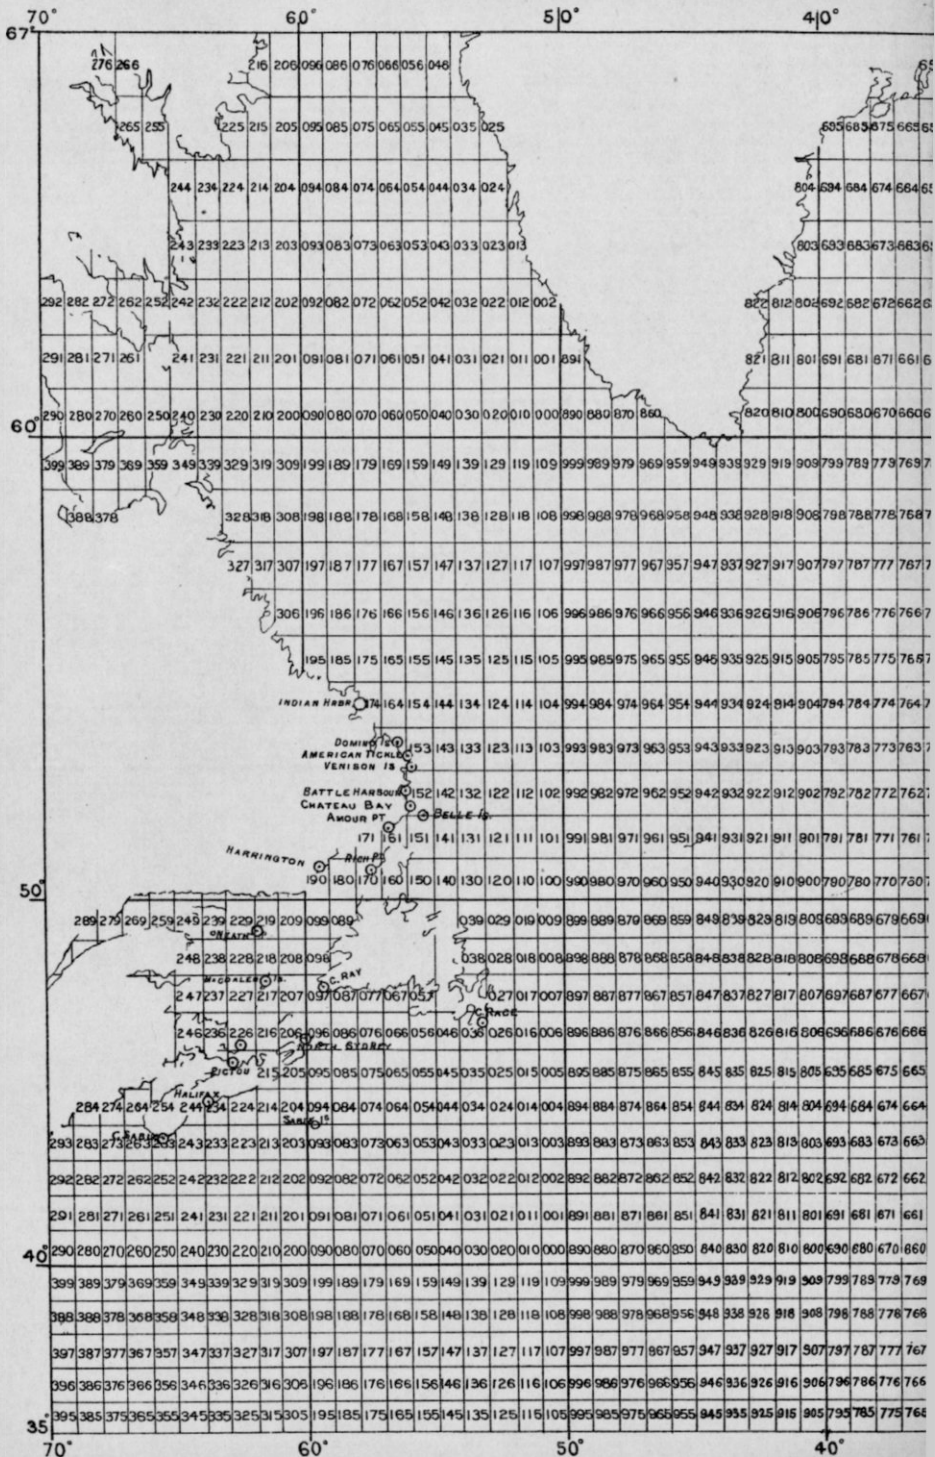 70° 60° 50° 40°
67°
276 266 216 206 096 086 076 066 056 046
265 255 225 215 205 095 085 075 065 055 045 035 025 695 685 675 665
244 234 224 214 204 094 084 074 064 054 044 034 024 804 694 684 674 664
243 233 223 213 203 093 083 073 063 053 043 033 023 013 803 693 683 673 663
292 282 272 262 252 242 232 222 212 202 092 082 072 062 052 042 032 022 012 002 822 812 802 692 682 672 662
291 281 271 261 241 231 221 211 201 091 081 071 061 051 041 031 021 011 001 891 821 811 801 691 681 671 661
290 280 270 260 250 240 230 220 210 200 090 080 070 060 050 040 030 020 010 000 890 880 870 860 820 810 800 690 680 670 660
60°
399 389 379 369 359 349 339 329 319 309 199 189 179 169 159 149 139 129 119 109 999 989 979 969 959 949 939 929 919 909 799 789 779 769 7
388 378 328 318 308 198 188 178 168 158 148 138 128 118 108 998 988 978 968 958 948 938 928 918 908 798 788 778 768 7
327 317 307 197 187 177 167 157 147 137 127 117 107 997 987 977 967 957 947 937 927 917 907 797 787 777 767 7
306 196 186 176 166 156 146 136 126 116 106 996 986 976 966 956 946 936 926 916 906 796 786 776 766 7
195 185 175 165 155 145 135 125 115 105 995 985 975 965 955 945 935 925 915 905 795 785 775 765 7
INDIAN HRBR. 174 164 154 144 134 124 114 104 994 984 974 964 954 944 934 924 914 904 794 784 774 764 7
DOMINO IS. 153 143 133 123 113 103 993 983 973 963 953 943 933 923 913 903 793 783 773 763 7
AMERICAN TICKLE
VENISON IS
BATTLE HARBOUR 152 142 132 122 112 102 992 982 972 962 952 942 932 922 912 902 792 782 772 762 7
CHATEAU BAY
AMOUR PT. BELLE IS.
171 161 151 141 131 121 111 101 991 981 971 961 951 941 931 921 911 801 791 781 771 761 7
HARRINGTON RICH PT.
190 180 170 160 150 140 130 120 110 100 990 980 970 960 950 940 930 920 910 900 790 780 770 760 7
50°
289 279 269 259 249 239 229 219 209 099 089 039 029 019 009 899 889 879 869 859 849 839 829 819 809 699 689 679 669
HEATH
248 238 228 218 208 098 038 028 018 008 898 888 878 868 858 848 838 828 818 808 698 688 678 668
MAGDALEN IS. C. RAY
247 237 227 217 207 097 087 077 067 057 027 017 007 897 887 877 867 857 847 837 827 817 807 697 687 677 667
C. RACE
246 236 226 216 206 096 086 076 066 056 046 036 026 016 006 896 886 876 866 856 846 836 826 816 806 696 686 676 666
NORTH SYDNEY
PICTOU 215 205 095 085 075 065 055 045 035 025 015 005 895 885 875 865 855 845 835 825 815 805 695 685 675 665
HALIFAX
284 274 264 254 244 234 224 214 204 094 084 074 064 054 044 034 024 014 004 894 884 874 864 854 844 834 824 814 804 694 684 674 664
SABLE IS
C. SABLE
293 283 273 263 253 243 233 223 213 203 093 083 073 063 053 043 033 023 013 003 893 883 873 863 853 843 833 823 813 803 693 683 673 663
292 282 272 262 252 242 232 222 212 202 092 082 072 062 052 042 032 022 012 002 892 882 872 862 852 842 832 822 812 802 692 682 672 662
291 281 271 261 251 241 231 221 211 201 091 081 071 061 051 041 031 021 011 001 891 881 871 861 851 841 831 821 811 801 691 681 671 661
290 280 270 260 250 240 230 220 210 200 090 080 070 060 050 040 030 020 010 000 890 880 870 860 850 840 830 820 810 800 690 680 670 660
40°
399 389 379 369 359 349 339 329 319 309 199 189 179 169 159 149 139 129 119 109 999 989 979 969 959 949 939 929 919 909 799 789 779 769
398 388 378 368 358 348 338 328 318 308 198 188 178 168 158 148 138 128 118 108 998 988 978 968 956 948 938 928 918 908 798 788 778 768
397 387 377 367 357 347 337 327 317 307 197 187 177 167 157 147 137 127 117 107 997 987 977 867 957 947 937 927 917 907 797 787 777 767
396 386 376 366 356 346 336 326 316 306 196 186 176 166 156 146 136 126 116 106 996 986 976 966 956 946 936 926 916 906 796 786 776 766
395 385 375 365 355 345 335 325 315 305 195 185 175 165 155 145 135 125 115 105 995 985 975 965 955 945 935 925 915 905 795 785 775 765
35°
70° 60° 50° 40°